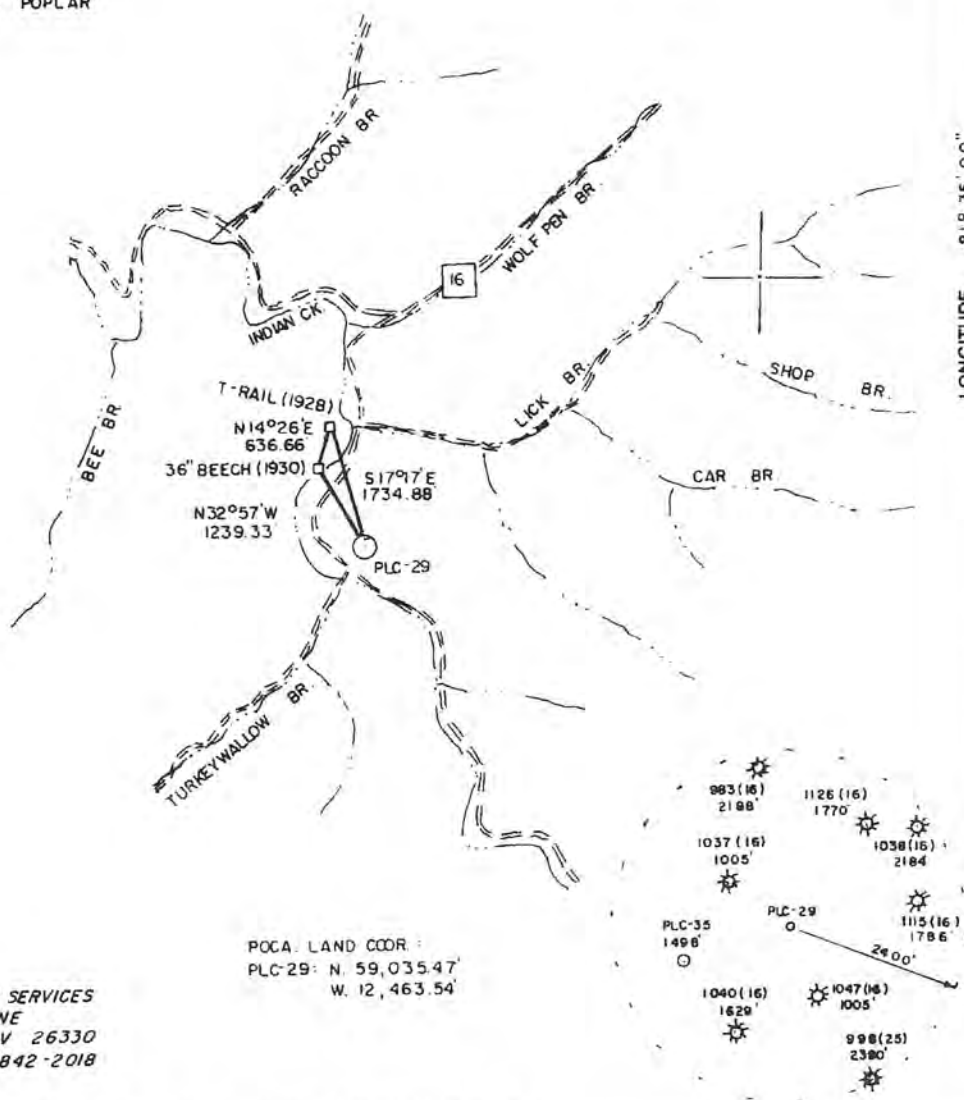 POPLAR
RACCOON BR
WOLF PEN BR.
16
INDIAN CK.
LONGITUDE 81° 35' 00"
BEE BR
T-RAIL (1928)
N14°26'E
636.66'
36" BEECH (1930)
S17°17'E
1734.88'
N32°57'W
1239.33'
PLC-29
LICK BR.
SHOP BR.
CAR BR
TURKEYWALLOW BR.
983(16)
2188'
1126(16)
1770'
1038(16)
2184
1037(16)
1005'
1115(16)
1786'
PLC-29
PLC-35
1498'
2400'
1040(16)
1629'
1047(16)
1005'
998(25)
2380'
POCA. LAND COOR.:
PLC-29: N. 59,035.47'
W. 12,463.54'
SERVICES
NE
V 26330
842-2018